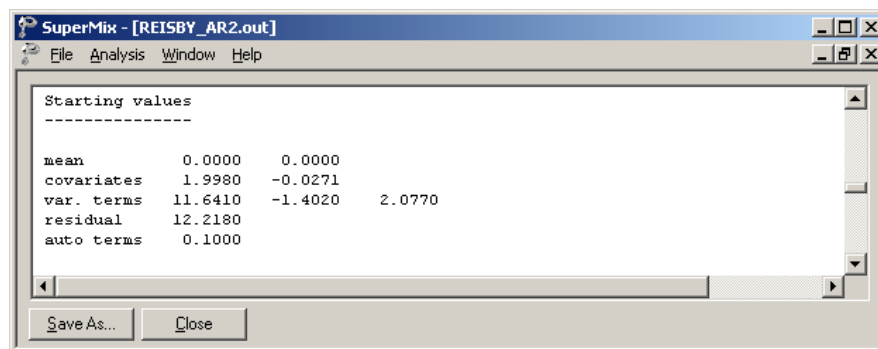 SuperMix - [REISBY_AR2.out]
File Analysis Window Help
Starting values
---------------
mean 0.0000 0.0000
covariates 1.9980 -0.0271
var. terms 11.6410 -1.4020 2.0770
residual 12.2180
auto terms 0.1000
Save As... Close